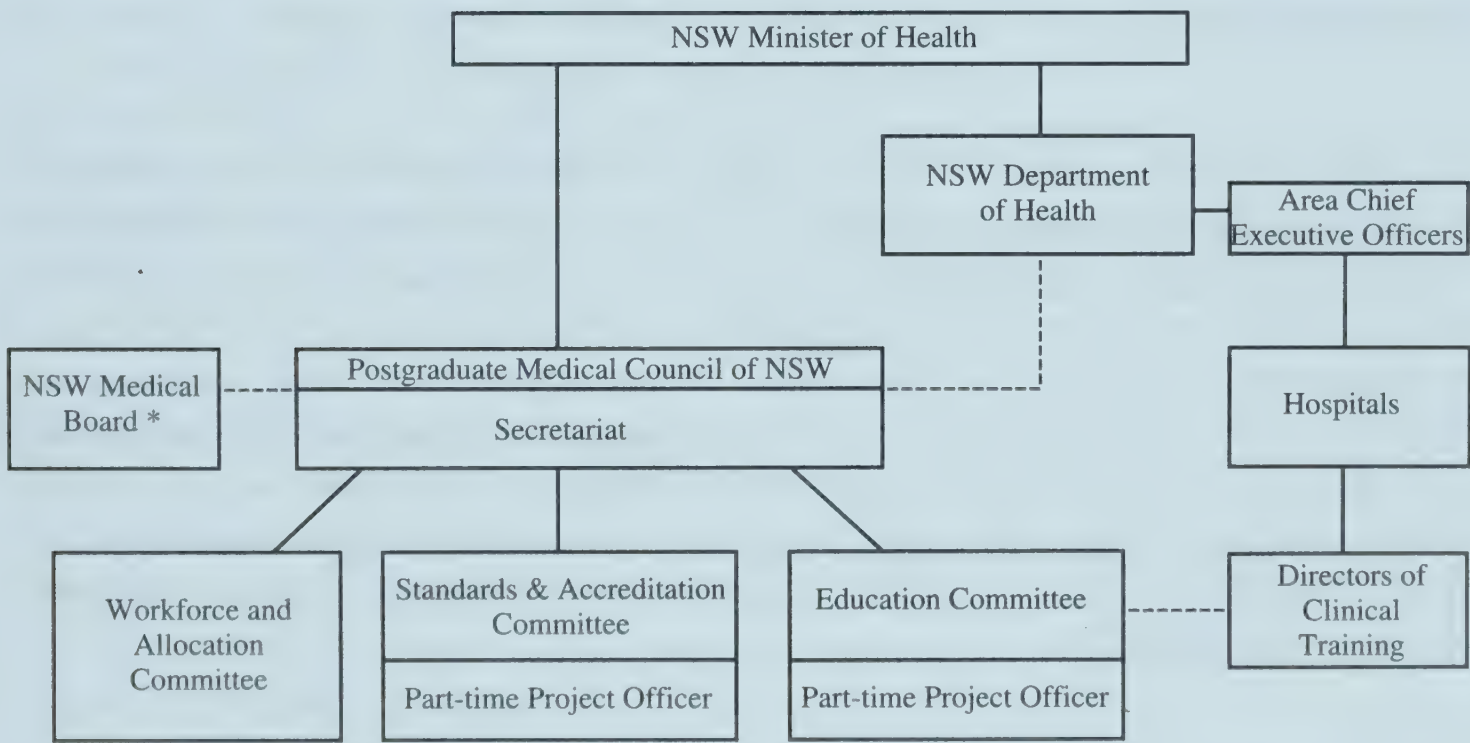 NSW Minister of Health
NSW Department
of Health
Area Chief
Executive Officers
NSW Medical
Board *
Postgraduate Medical Council of NSW
Secretariat
Hospitals
Workforce and
Allocation
Committee
Standards & Accreditation
Committee
Part-time Project Officer
Education Committee
Part-time Project Officer
Directors of
Clinical
Training